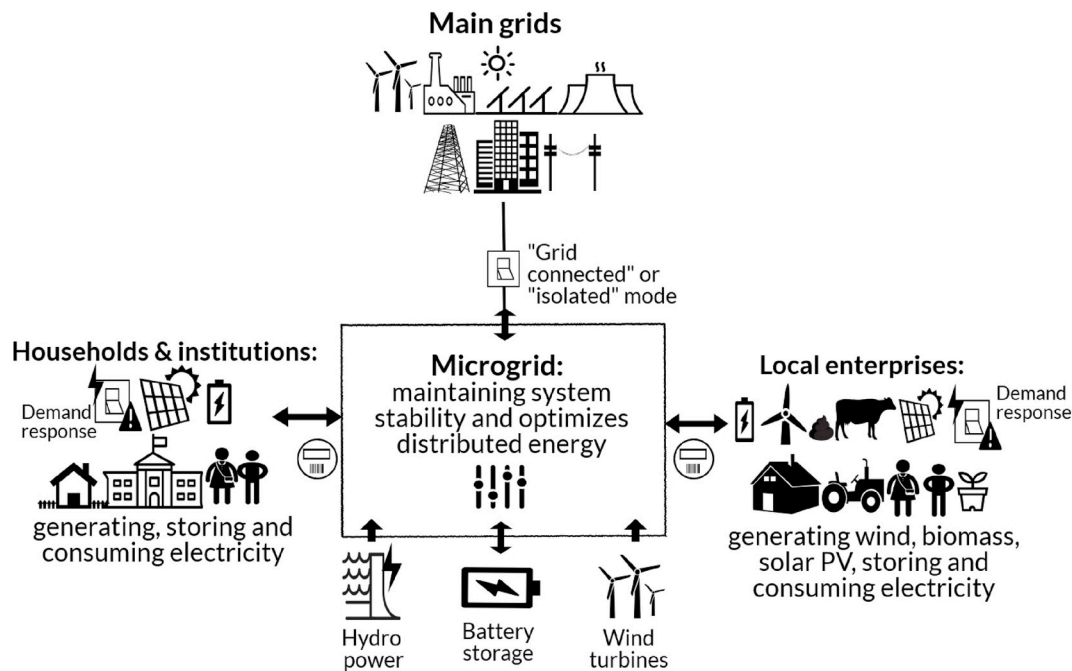 Main grids
"Grid
connected" or
"isolated" mode
Households & institutions:
Demand
response
generating, storing and
consuming electricity
Microgrid:
maintaining system
stability and optimizes
distributed energy
Local enterprises:
Demand
response
generating wind, biomass,
solar PV, storing and
consuming electricity
Hydro
power
Battery
storage
Wind
turbines